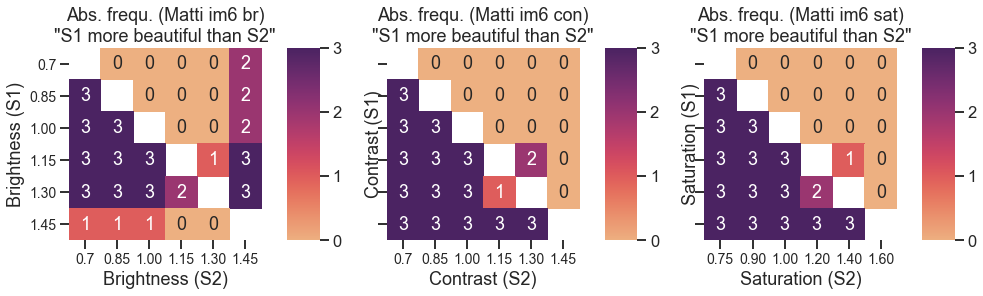 Abs. frequ. (Matti im6 br)
"S1 more beautiful than S2"
Brightness (S1)
0.7 0 0 0 0 2
0.85 3 0 0 0 2
1.00 3 3 0 0 2
1.15 3 3 3 1 3
1.30 3 3 3 2 3
1.45 1 1 1 0 0
0.7 0.85 1.00 1.15 1.30 1.45
Brightness (S2)
3
2
1
0
Abs. frequ. (Matti im6 con)
"S1 more beautiful than S2"
Contrast (S1)
0 0 0 0 0
3 0 0 0 0
3 3 0 0 0
3 3 3 2 0
3 3 3 1 0
3 3 3 3 3
0.7 0.85 1.00 1.15 1.30 1.45
Contrast (S2)
3
2
1
0
Abs. frequ. (Matti im6 sat)
"S1 more beautiful than S2"
Saturation (S1)
0 0 0 0 0
3 0 0 0 0
3 3 0 0 0
3 3 3 1 0
3 3 3 2 0
3 3 3 3 3
0.75 0.90 1.00 1.20 1.40 1.60
Saturation (S2)
3
2
1
0